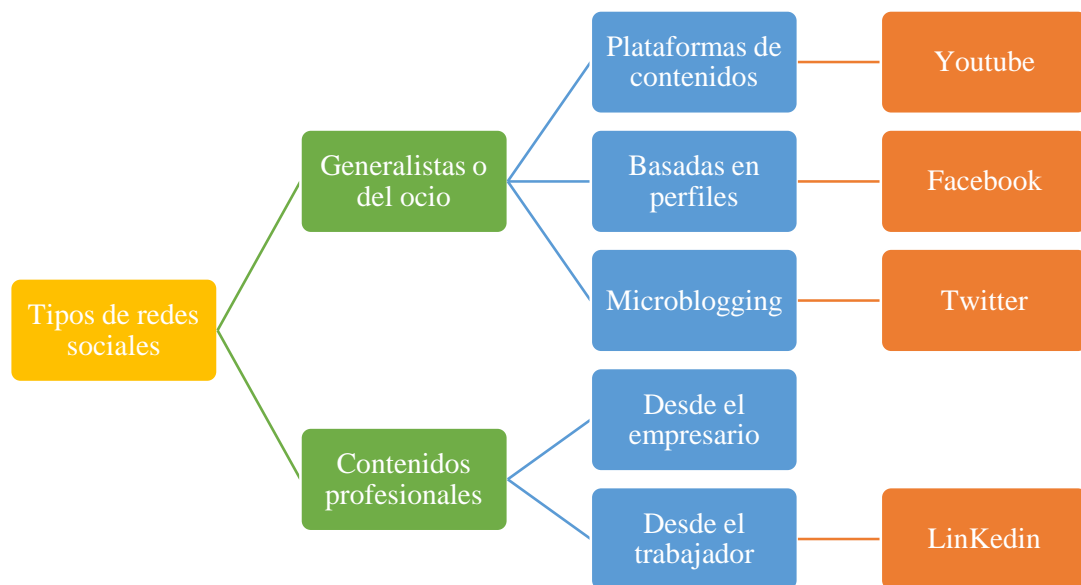 Plataformas de
contenidos
Youtube
Generalistas o
del ocio
Basadas en
perfiles
Facebook
Microblogging
Twitter
Tipos de redes
sociales
Desde el
empresario
Contenidos
profesionales
Desde el
trabajador
LinKedin